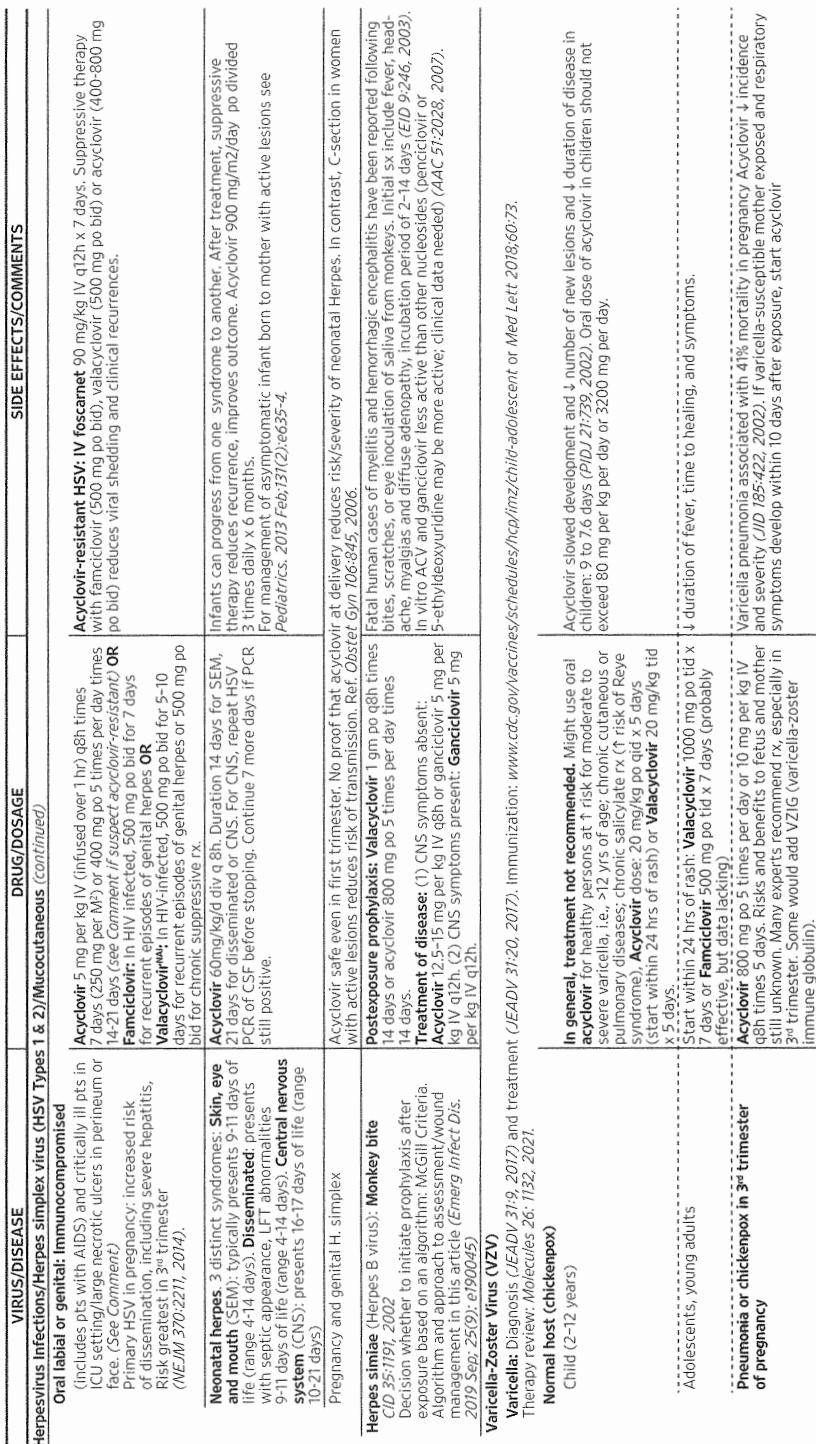 VIRUS/DISEASE
DRUG/DOSAGE
SIDE EFFECTS/COMMENTS
Herpesvirus Infections/Herpes simplex virus (HSV Types 1 & 2)/Mucocutaneous (continued)
Oral labial or genital: Immunocompromised
(includes pts with AIDS) and critically ill pts in
ICU setting/large necrotic ulcers in perineum or
face. (See Comment)
Primary HSV in pregnancy: increased risk
of dissemination, including severe hepatitis,
Risk greatest in 3rd trimester
(NEJM 370:2211, 2014).
Acyclovir 5 mg per kg IV (infused over 1 hr) q8h times
7 days (250 mg per M²) or 400 mg po 5 times per day times
14-21 days (see Comment if suspect acyclovir-resistant) OR
Famciclovir: In HIV infected, 500 mg po bid for 7 days
for recurrent episodes of genital herpes OR
Valacyclovirᴺᴬᴵ: In HIV-infected, 500 mg po bid for 5-10
days for recurrent episodes of genital herpes or 500 mg po
bid for chronic suppressive rx.
Acyclovir-resistant HSV: IV foscarnet 90 mg/kg IV q12h x 7 days. Suppressive therapy
with famciclovir (500 mg po bid), valacyclovir (500 mg po bid) or acyclovir (400-800 mg
po bid) reduces viral shedding and clinical recurrences.
Neonatal herpes. 3 distinct syndromes: Skin, eye
and mouth (SEM): typically presents 9-11 days of
life (range 4-14 days). Disseminated: presents
with septic appearance, LFT abnormalities
9-11 days of life (range 4-14 days). Central nervous
system (CNS): presents 16-17 days of life (range
10-21 days)
Acyclovir 60mg/kg/d div q 8h. Duration 14 days for SEM,
21 days for disseminated or CNS. For CNS, repeat HSV
PCR of CSF before stopping. Continue 7 more days if PCR
still positive.
Infants can progress from one syndrome to another. After treatment, suppressive
therapy reduces recurrence, improves outcome. Acyclovir 900 mg/m2/day po divided
3 times daily x 6 months.
For management of asymptomatic infant born to mother with active lesions see
Pediatrics. 2013 Feb;131(2):e635-4.
Pregnancy and genital H. simplex
Acyclovir safe even in first trimester. No proof that acyclovir at delivery reduces risk/severity of neonatal Herpes. In contrast, C-section in women
with active lesions reduces risk of transmission. Ref. Obstet Gyn 106:845, 2006.
Herpes simiae (Herpes B virus): Monkey bite
CID 35:1191, 2002
Decision whether to initiate prophylaxis after
exposure based on an algorithm: McGill Criteria.
Algorithm and approach to assessment/wound
management in this article (Emerg Infect Dis.
2019 Sep; 25(9): e190045)
Postexposure prophylaxis: Valacyclovir 1 gm po q8h times
14 days or acyclovir 800 mg po 5 times per day times
14 days.
Treatment of disease: (1) CNS symptoms absent:
Acyclovir 12.5-15 mg per kg IV q8h or ganciclovir 5 mg per
kg IV q12h. (2) CNS symptoms present: Ganciclovir 5 mg
per kg IV q12h.
Fatal human cases of myelitis and hemorrhagic encephalitis have been reported following
bites, scratches, or eye inoculation of saliva from monkeys. Initial sx include fever, head-
ache, myalgias and diffuse adenopathy, incubation period of 2-14 days (EID 9:246, 2003).
In vitro ACV and ganciclovir less active than other nucleosides (penciclovir or
5-ethyldeoxyuridine may be more active; clinical data needed) (AAC 51:2028, 2007).
Varicella-Zoster Virus (VZV)
Varicella: Diagnosis (JEADV 31:9, 2017) and treatment (JEADV 31:20, 2017). Immunization: www.cdc.gov/vaccines/schedules/hcp/imz/child-adolescent or Med Lett 2018;60:73.
Therapy review: Molecules 26: 1132, 2021.
Normal host (chickenpox)
Child (2-12 years)
In general, treatment not recommended. Might use oral
acyclovir for healthy persons at ↑ risk for moderate to
severe varicella, i.e., >12 yrs of age; chronic cutaneous or
pulmonary diseases; chronic salicylate rx (↑ risk of Reye
syndrome), Acyclovir dose: 20 mg/kg po qid x 5 days
(start within 24 hrs of rash) or Valacyclovir 20 mg/kg tid
x 5 days.
Acyclovir slowed development and ↓ number of new lesions and ↓ duration of disease in
children: 9 to 7.6 days (PIDJ 21:739, 2002). Oral dose of acyclovir in children should not
exceed 80 mg per kg per day or 3200 mg per day.
Adolescents, young adults
Start within 24 hrs of rash: Valacyclovir 1000 mg po tid x
7 days or Famciclovir 500 mg po tid x 7 days (probably
effective, but data lacking)
↓ duration of fever, time to healing, and symptoms.
Pneumonia or chickenpox in 3rd trimester
of pregnancy
Acyclovir 800 mg po 5 times per day or 10 mg per kg IV
q8h times 5 days. Risks and benefits to fetus and mother
still unknown. Many experts recommend rx, especially in
3rd trimester. Some would add VZIG (varicella-zoster
immune globulin).
Varicella pneumonia associated with 41% mortality in pregnancy Acyclovir ↓ incidence
and severity (JID 185:422, 2002). If varicella-susceptible mother exposed and respiratory
symptoms develop within 10 days after exposure, start acyclovir